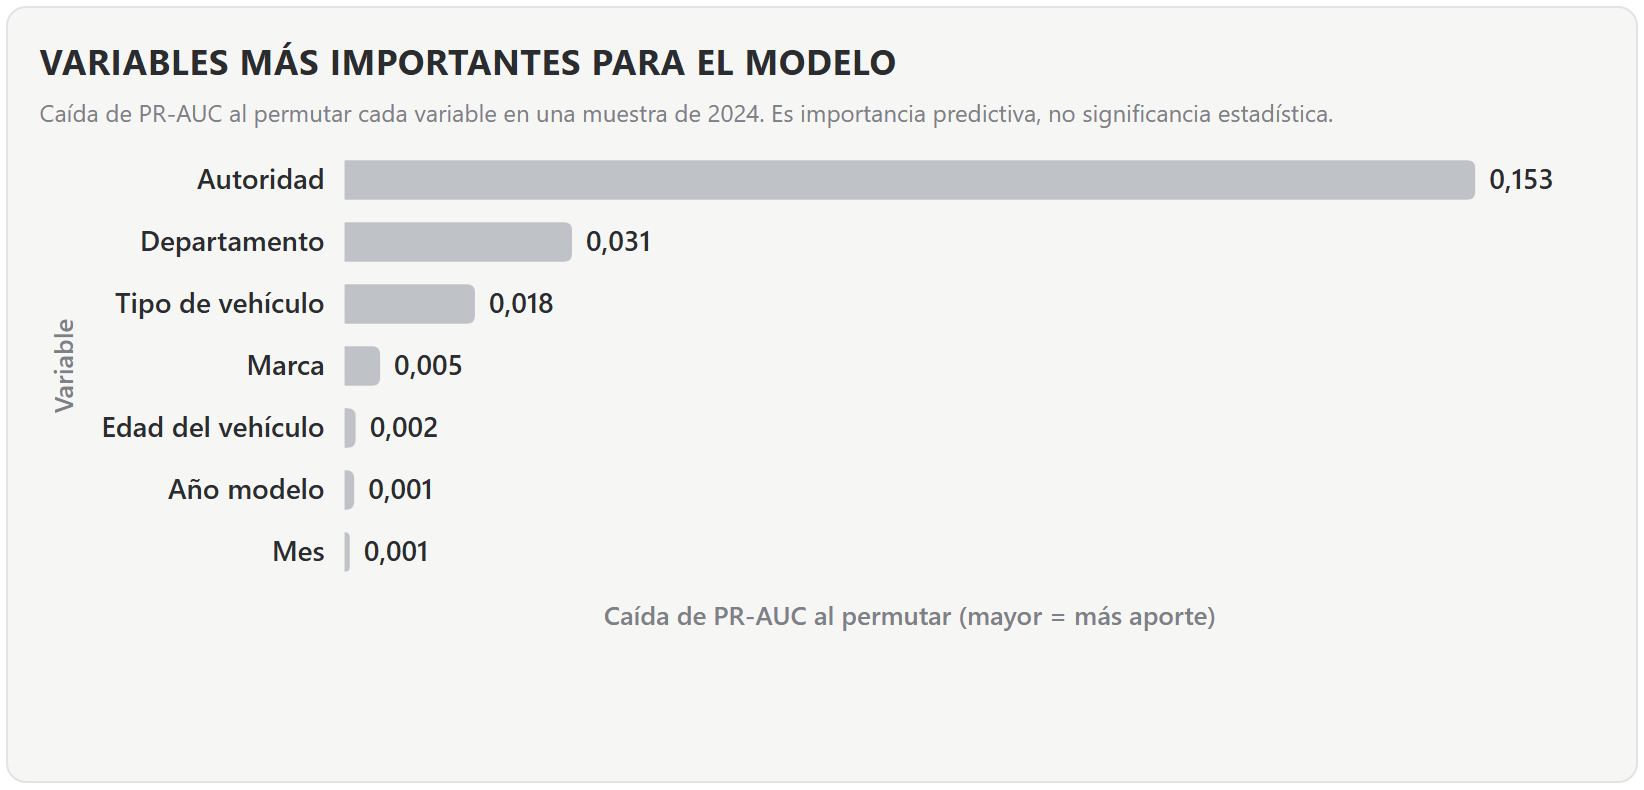 VARIABLES MÁS IMPORTANTES PARA EL MODELO
Caída de PR-AUC al permutar cada variable en una muestra de 2024. Es importancia predictiva, no significancia estadística.
Variable
Autoridad 0,153
Departamento 0,031
Tipo de vehículo 0,018
Marca 0,005
Edad del vehículo 0,002
Año modelo 0,001
Mes 0,001
Caída de PR-AUC al permutar (mayor = más aporte)